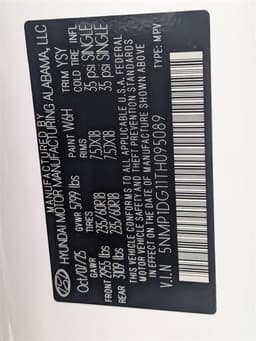 MANUFACTURED BY
HYUNDAI MOTOR MANUFACTURING ALABAMA, LLC
Oct/07/25 GVWR 5799 lbs PAINT W6H TRIM YSY
GAWR TIRES RIMS COLD TIRE INFL
FRONT 2955 lbs 235/60R18 7.5JX18 35 psi SINGLE
REAR 3109 lbs 235/60R18 7.5JX18 35 psi SINGLE
THIS VEHICLE CONFORMS TO ALL APPLICABLE U.S.A. FEDERAL
MOTOR VEHICLE SAFETY AND THEFT PREVENTION STANDARDS
IN EFFECT ON THE DATE OF MANUFACTURE SHOWN ABOVE.
V.I.N 5NMP1DG11TH095089 TYPE: MPV